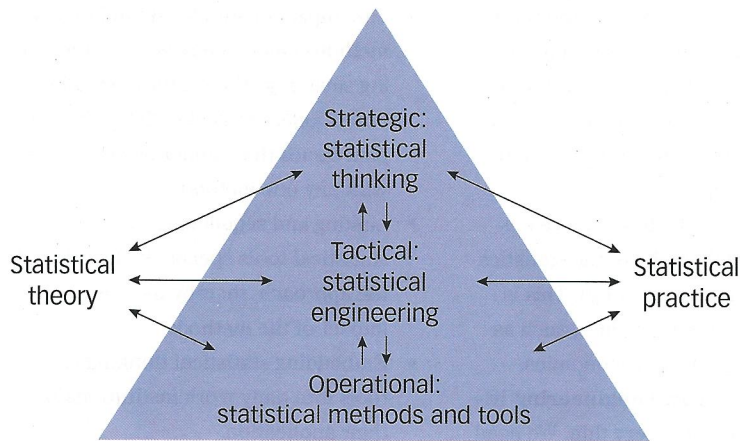 Strategic:
statistical
thinking
Statistical
theory
Tactical:
statistical
engineering
Statistical
practice
Operational:
statistical methods and tools